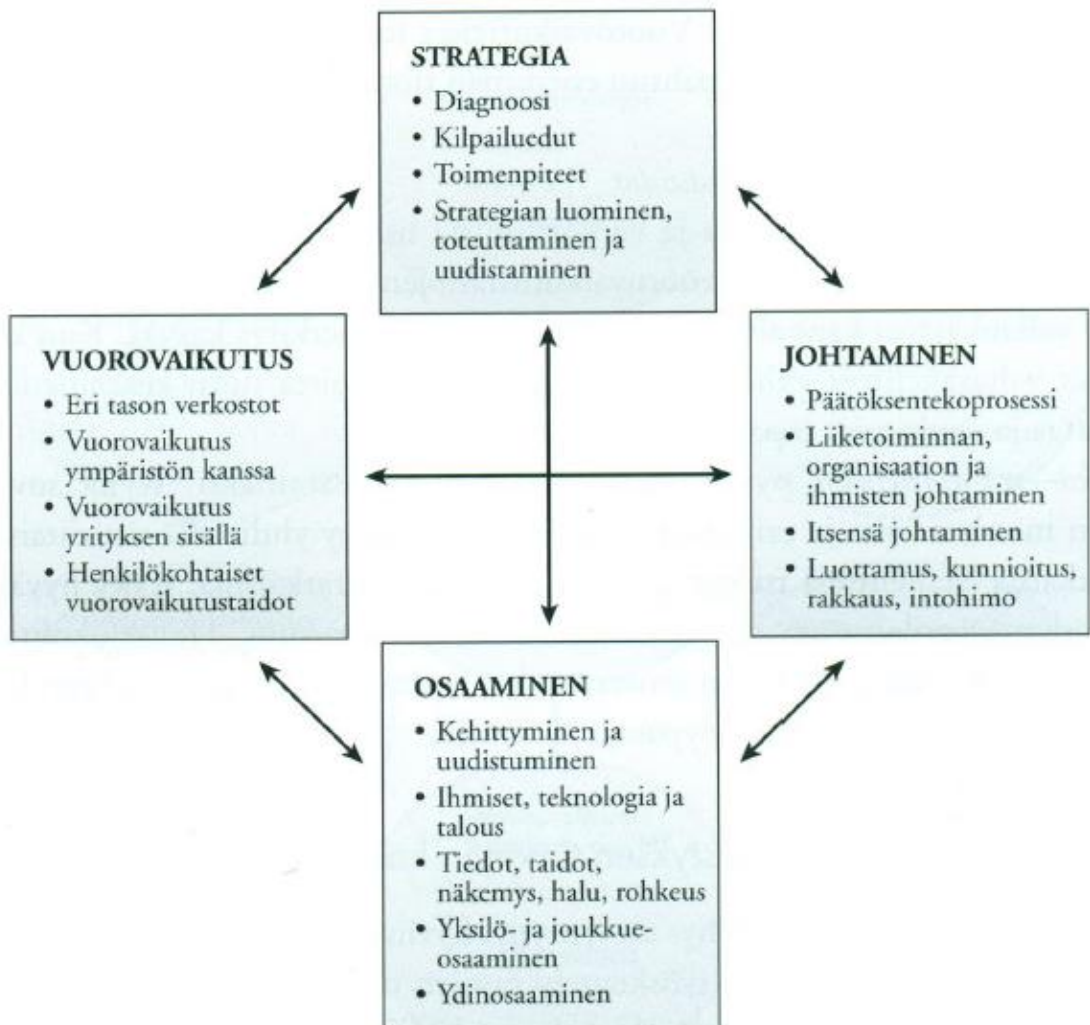 STRATEGIA
• Diagnoosi
• Kilpailuedut
• Toimenpiteet
• Strategian luominen,
toteuttaminen ja
uudistaminen
VUOROVAIKUTUS
• Eri tason verkostot
• Vuorovaikutus
ympäristön kanssa
• Vuorovaikutus
yrityksen sisällä
• Henkilökohtaiset
vuorovaikutustaidot
JOHTAMINEN
• Päätöksentekoprosessi
• Liiketoiminnan,
organisaation ja
ihmisten johtaminen
• Itsensä johtaminen
• Luottamus, kunnioitus,
rakkaus, intohimo
OSAAMINEN
• Kehittyminen ja
uudistuminen
• Ihmiset, teknologia ja
talous
• Tiedot, taidot,
näkemys, halu, rohkeus
• Yksilö- ja joukkue-
osaaminen
• Ydinosaaminen